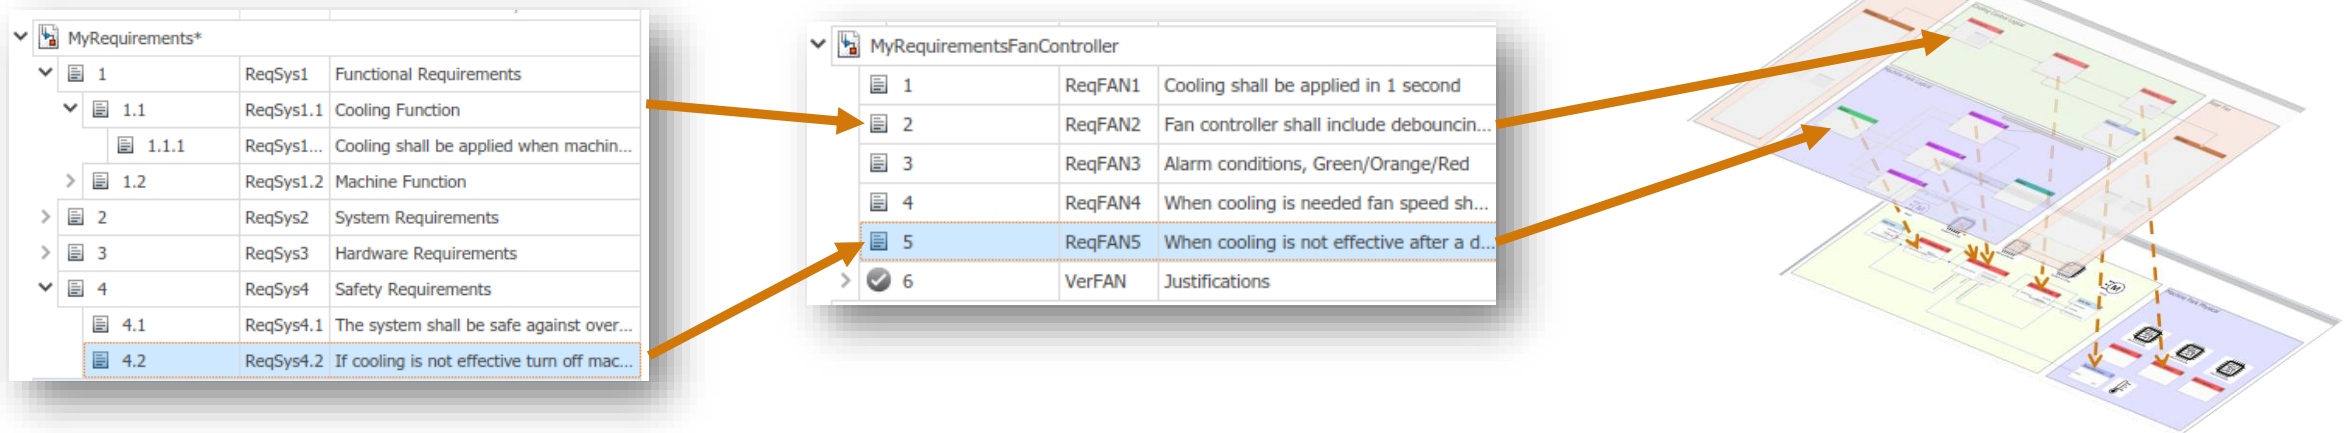 MyRequirements*
1 ReqSys1 Functional Requirements
1.1 ReqSys1.1 Cooling Function
1.1.1 ReqSys1... Cooling shall be applied when machin...
1.2 ReqSys1.2 Machine Function
2 ReqSys2 System Requirements
3 ReqSys3 Hardware Requirements
4 ReqSys4 Safety Requirements
4.1 ReqSys4.1 The system shall be safe against over...
4.2 ReqSys4.2 If cooling is not effective turn off mac...
MyRequirementsFanController
1 ReqFAN1 Cooling shall be applied in 1 second
2 ReqFAN2 Fan controller shall include debouncin...
3 ReqFAN3 Alarm conditions, Green/Orange/Red
4 ReqFAN4 When cooling is needed fan speed sh...
5 ReqFAN5 When cooling is not effective after a d...
6 VerFAN Justifications
Machine Park Physical